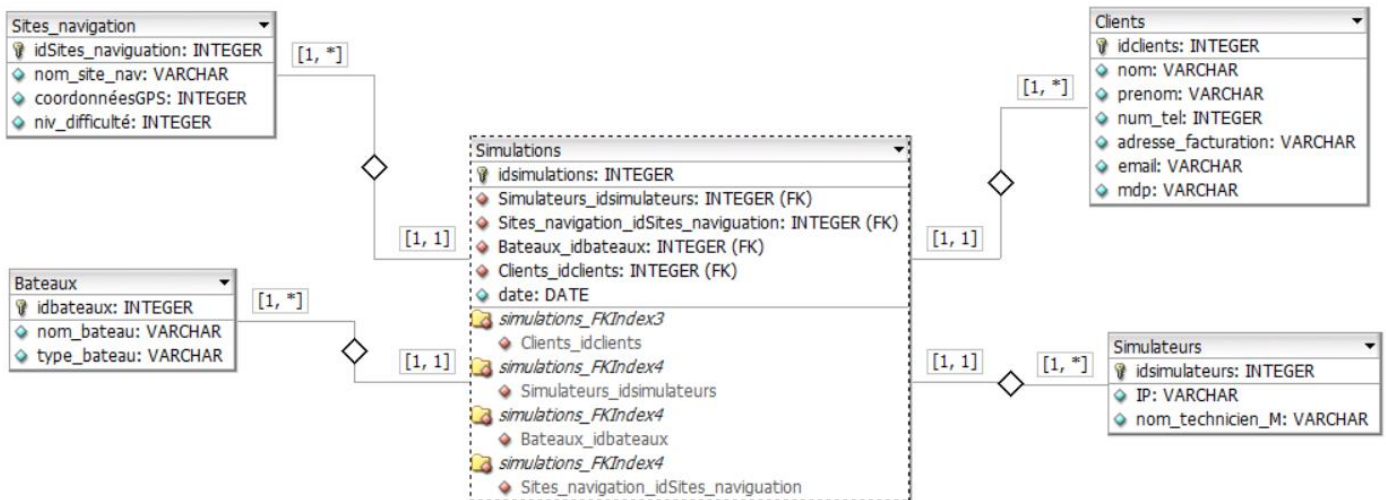 Sites_navigation
idSites_naviguation: INTEGER
nom_site_nav: VARCHAR
coordonnéesGPS: INTEGER
niv_difficulté: INTEGER
[1, *]
[1, 1]
Bateaux
idbateaux: INTEGER
nom_bateau: VARCHAR
type_bateau: VARCHAR
[1, *]
[1, 1]
Simulations
idsimulations: INTEGER
Simulateurs_idsimulateurs: INTEGER (FK)
Sites_navigation_idSites_naviguation: INTEGER (FK)
Bateaux_idbateaux: INTEGER (FK)
Clients_idclients: INTEGER (FK)
date: DATE
simulations_FKIndex3
Clients_idclients
simulations_FKIndex4
Simulateurs_idsimulateurs
simulations_FKIndex4
Bateaux_idbateaux
simulations_FKIndex4
Sites_navigation_idSites_naviguation
Clients
idclients: INTEGER
nom: VARCHAR
prenom: VARCHAR
num_tel: INTEGER
adresse_facturation: VARCHAR
email: VARCHAR
mdp: VARCHAR
[1, *]
[1, 1]
Simulateurs
idsimulateurs: INTEGER
IP: VARCHAR
nom_technicien_M: VARCHAR
[1, 1]
[1, *]